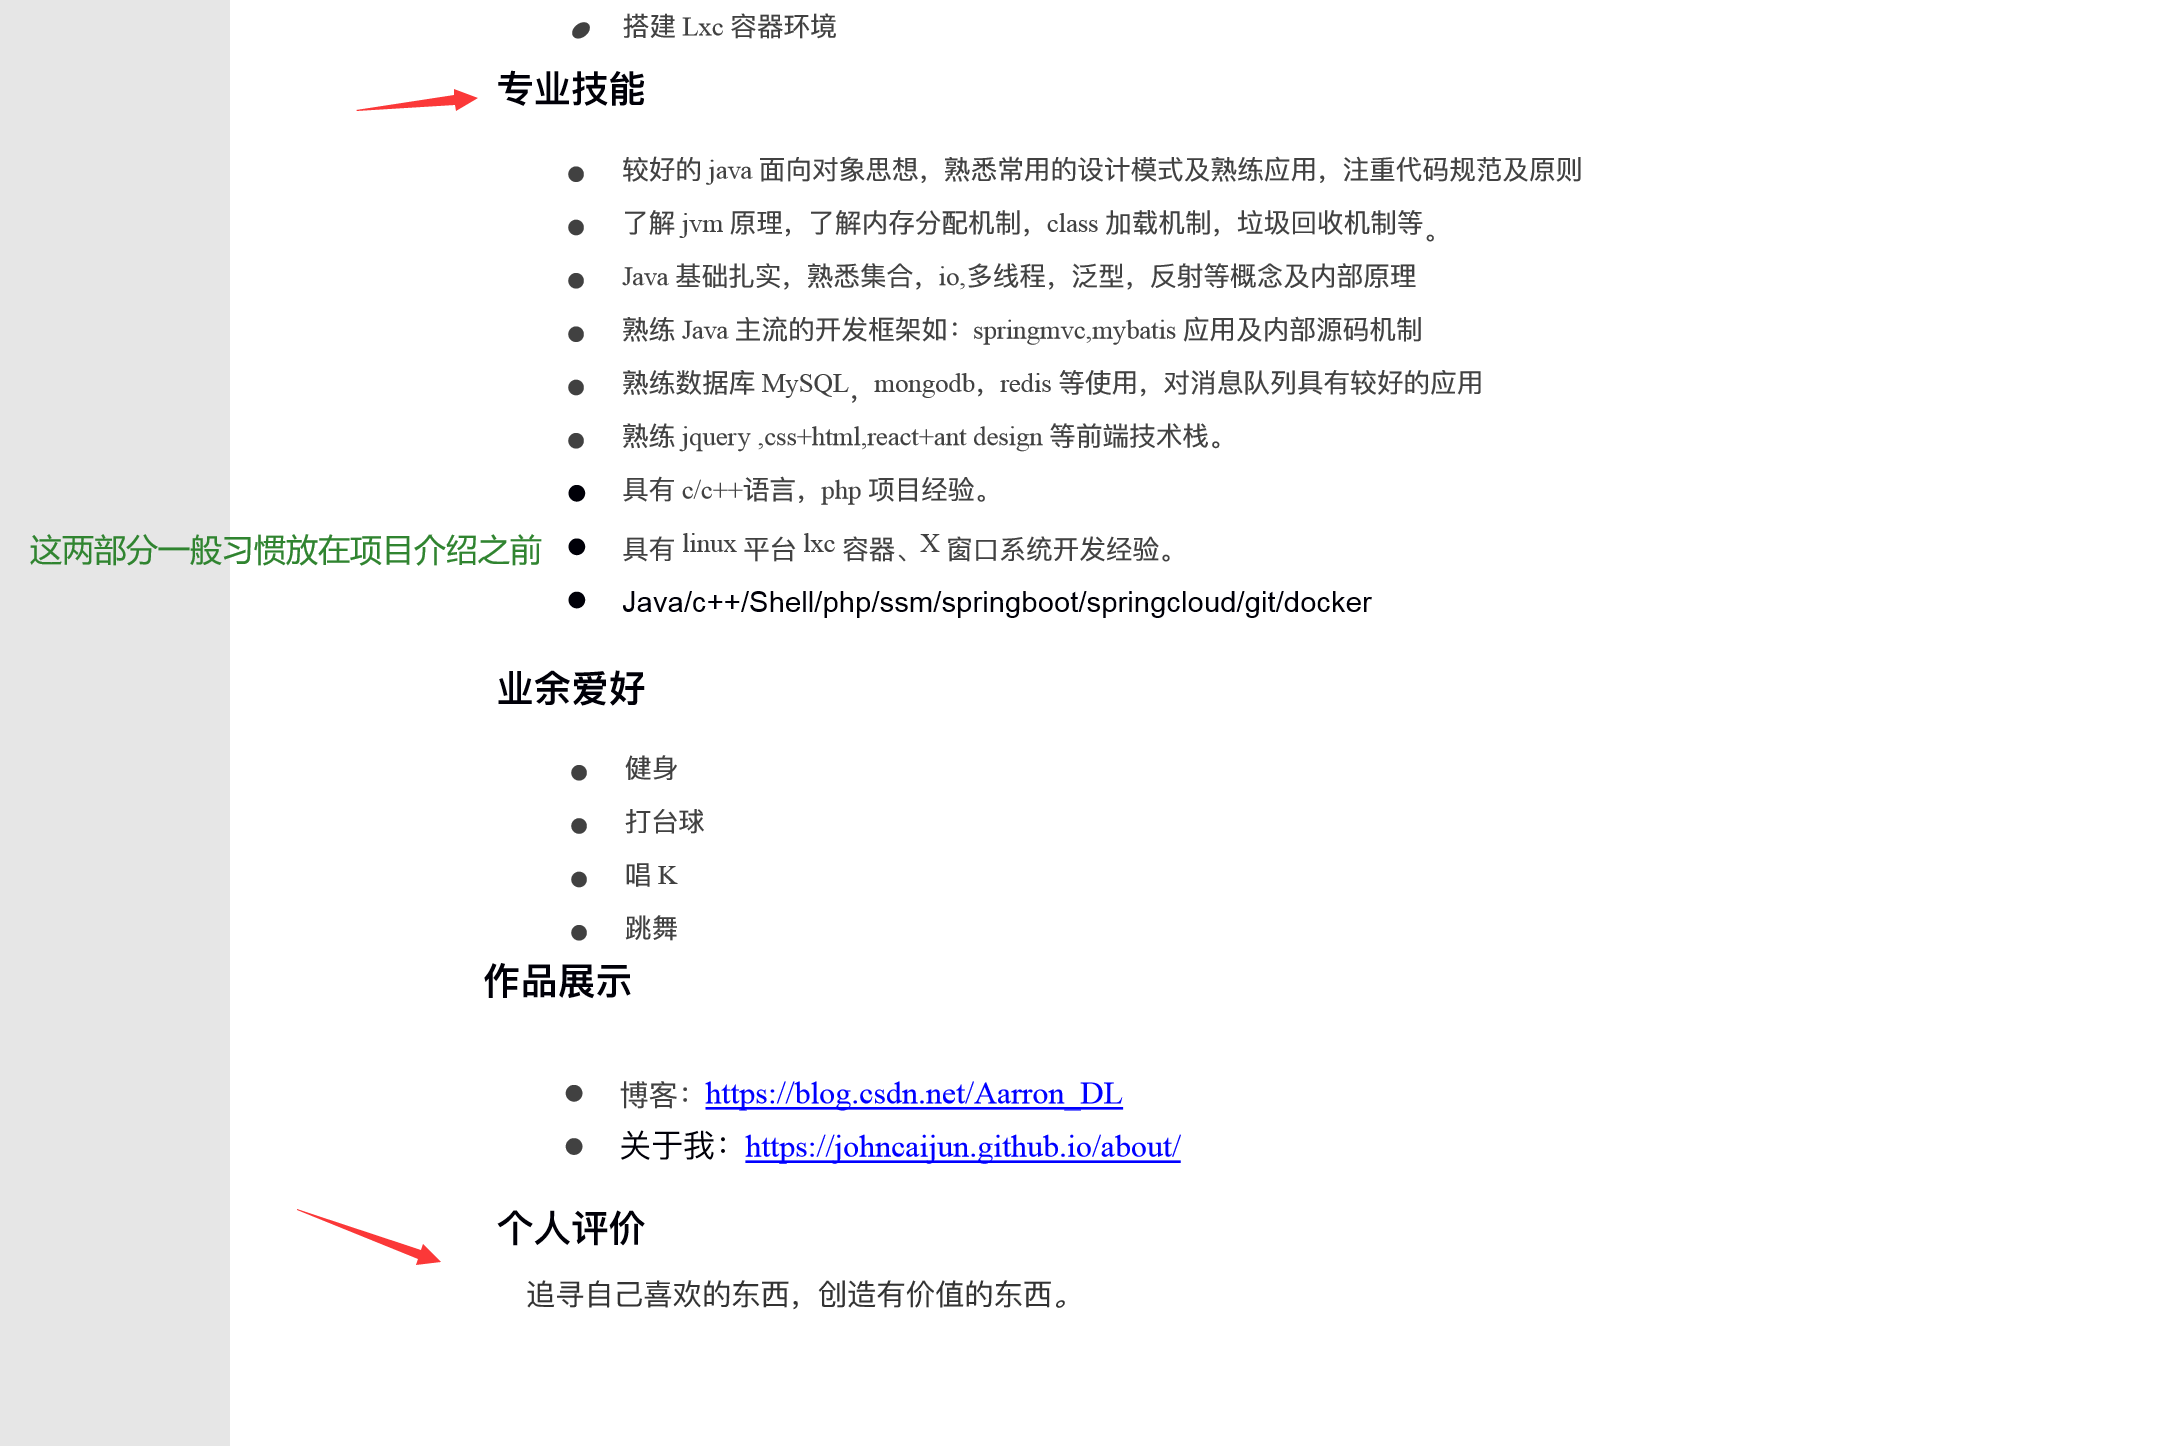 搭建 Lxc 容器环境
专业技能
较好的 java 面向对象思想，熟悉常用的设计模式及熟练应用，注重代码规范及原则
了解 jvm 原理，了解内存分配机制，class 加载机制，垃圾回收机制等。
Java 基础扎实，熟悉集合，io,多线程，泛型，反射等概念及内部原理
熟练 Java 主流的开发框架如：springmvc,mybatis 应用及内部源码机制
熟练数据库 MySQL，mongodb，redis 等使用，对消息队列具有较好的应用
熟练 jquery ,css+html,react+ant design 等前端技术栈。
具有 c/c++语言，php 项目经验。
这两部分一般习惯放在项目介绍之前
具有 linux 平台 lxc 容器、X 窗口系统开发经验。
Java/c++/Shell/php/ssm/springboot/springcloud/git/docker
业余爱好
健身
打台球
唱 K
跳舞
作品展示
博客：https://blog.csdn.net/Aarron_DL
关于我：https://johncaijun.github.io/about/
个人评价
追寻自己喜欢的东西，创造有价值的东西。